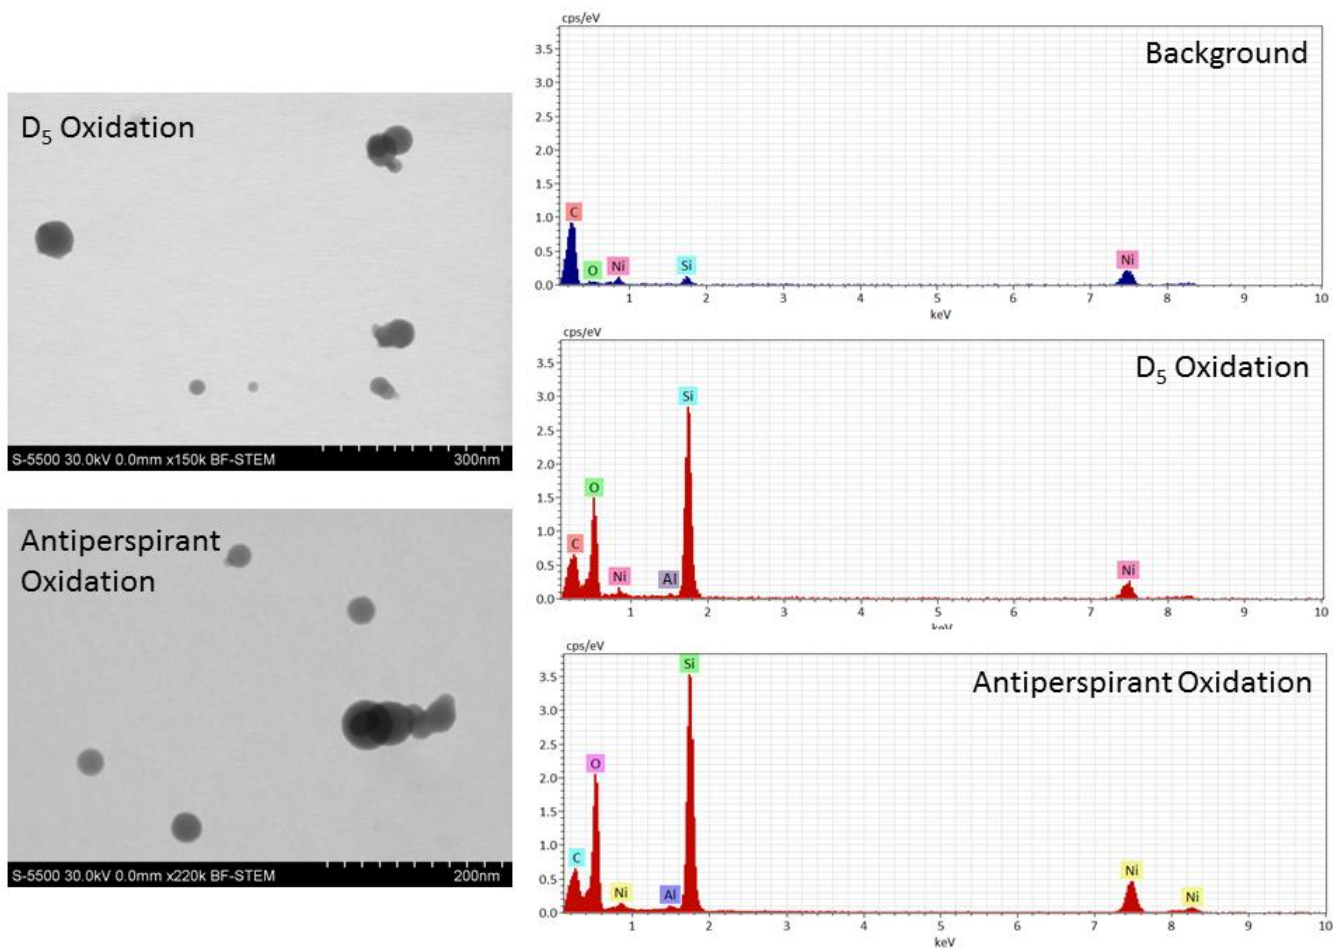 D₅ Oxidation
S-5500 30.0kV 0.0mm x150k BF-STEM 300nm
Antiperspirant
Oxidation
S-5500 30.0kV 0.0mm x220k BF-STEM 200nm
cps/eV
Background
3.5
3.0
2.5
2.0
1.5
1.0
0.5
0.0
C
O
Ni
Si
Ni
1 2 3 4 5 6 7 8 9 10
keV
cps/eV
D₅ Oxidation
3.5
3.0
2.5
2.0
1.5
1.0
0.5
0.0
C
O
Ni
Al
Si
Ni
1 2 3 4 5 6 7 8 9 10
keV
cps/eV
Antiperspirant Oxidation
3.5
3.0
2.5
2.0
1.5
1.0
0.5
0.0
C
O
Ni
Al
Si
Ni
Ni
1 2 3 4 5 6 7 8 9 10
keV